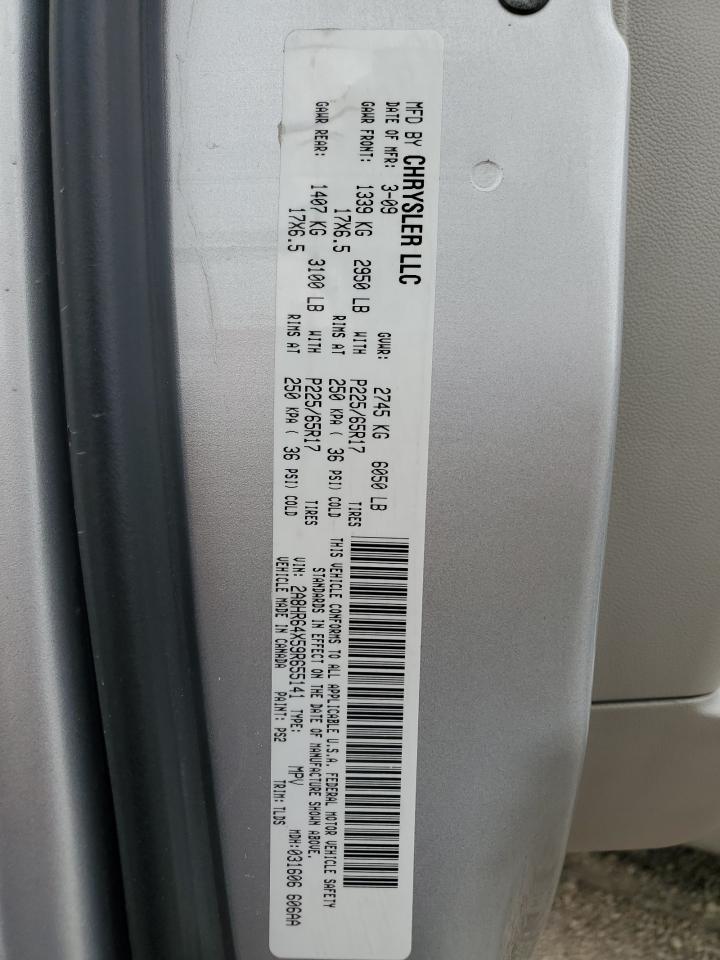 MFD BY CHRYSLER LLC
DATE OF MFR: 3-09 GVWR: 2745 KG 6050 LB
GAWR FRONT: 1339 KG 2950 LB WITH P225/65R17 TIRES
17X6.5 RIMS AT 250 KPA ( 36 PSI) COLD
GAWR REAR: 1407 KG 3100 LB WITH P225/65R17 TIRES
17X6.5 RIMS AT 250 KPA ( 36 PSI) COLD
THIS VEHICLE CONFORMS TO ALL APPLICABLE U.S.A. FEDERAL MOTOR VEHICLE SAFETY
STANDARDS IN EFFECT ON THE DATE OF MANUFACTURE SHOWN ABOVE.
VIN: 2A8HR64X59R655141 TYPE: MPV MDH:031606 606AA
VEHICLE MADE IN CANADA PAINT: PS2 TRIM:TLDS